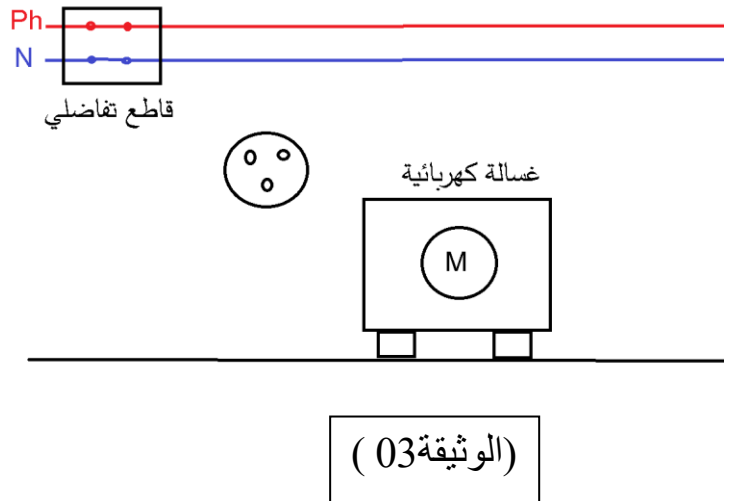 Ph
N
قاطع تفاضلي
غسالة كهربائية
M
(الوثيقة03 )